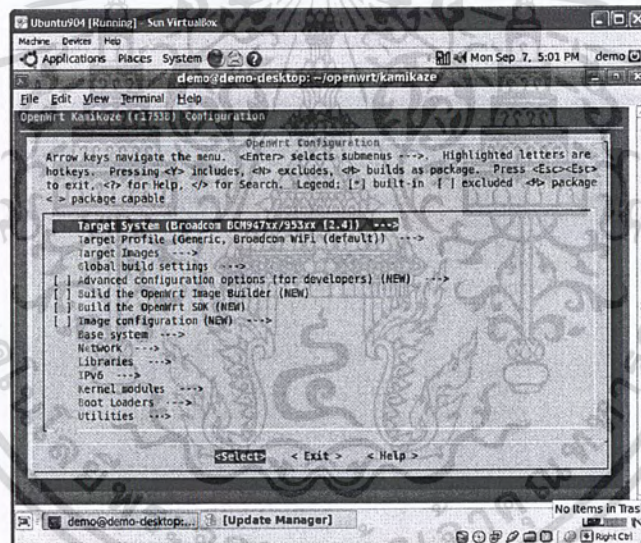 Ubuntu904 [Running] - Sun VirtualBox
Machine Devices Help
Applications Places System Mon Sep 7, 5:01 PM demo
demo@demo-desktop: ~/openwrt/kamikaze
File Edit View Terminal Help
OpenWrt Kamikaze (r17538) Configuration
OpenWrt Configuration
Arrow keys navigate the menu. <Enter> selects submenus --->. Highlighted letters are
hotkeys. Pressing <Y> includes, <N> excludes, <M> builds as package. Press <Esc><Esc>
to exit, <?> for Help, </> for Search. Legend: [*] built-in [ ] excluded <M> package
< > package capable
Target System (Broadcom BCM947xx/953xx [2.4]) --->
Target Profile (Generic, Broadcom WiFi (default)) --->
Target Images --->
Global build settings --->
[ ] Advanced configuration options (for developers) (NEW) --->
[ ] Build the OpenWrt Image Builder (NEW)
[ ] Build the OpenWrt SDK (NEW)
[ ] Image configuration (NEW) --->
Base system --->
Network --->
Libraries --->
IPv6 --->
Kernel modules --->
Boot Loaders --->
Utilities --->
<Select> < Exit > < Help >
demo@demo-desktop:... [Update Manager]
No Items in Tras
Right Ctrl